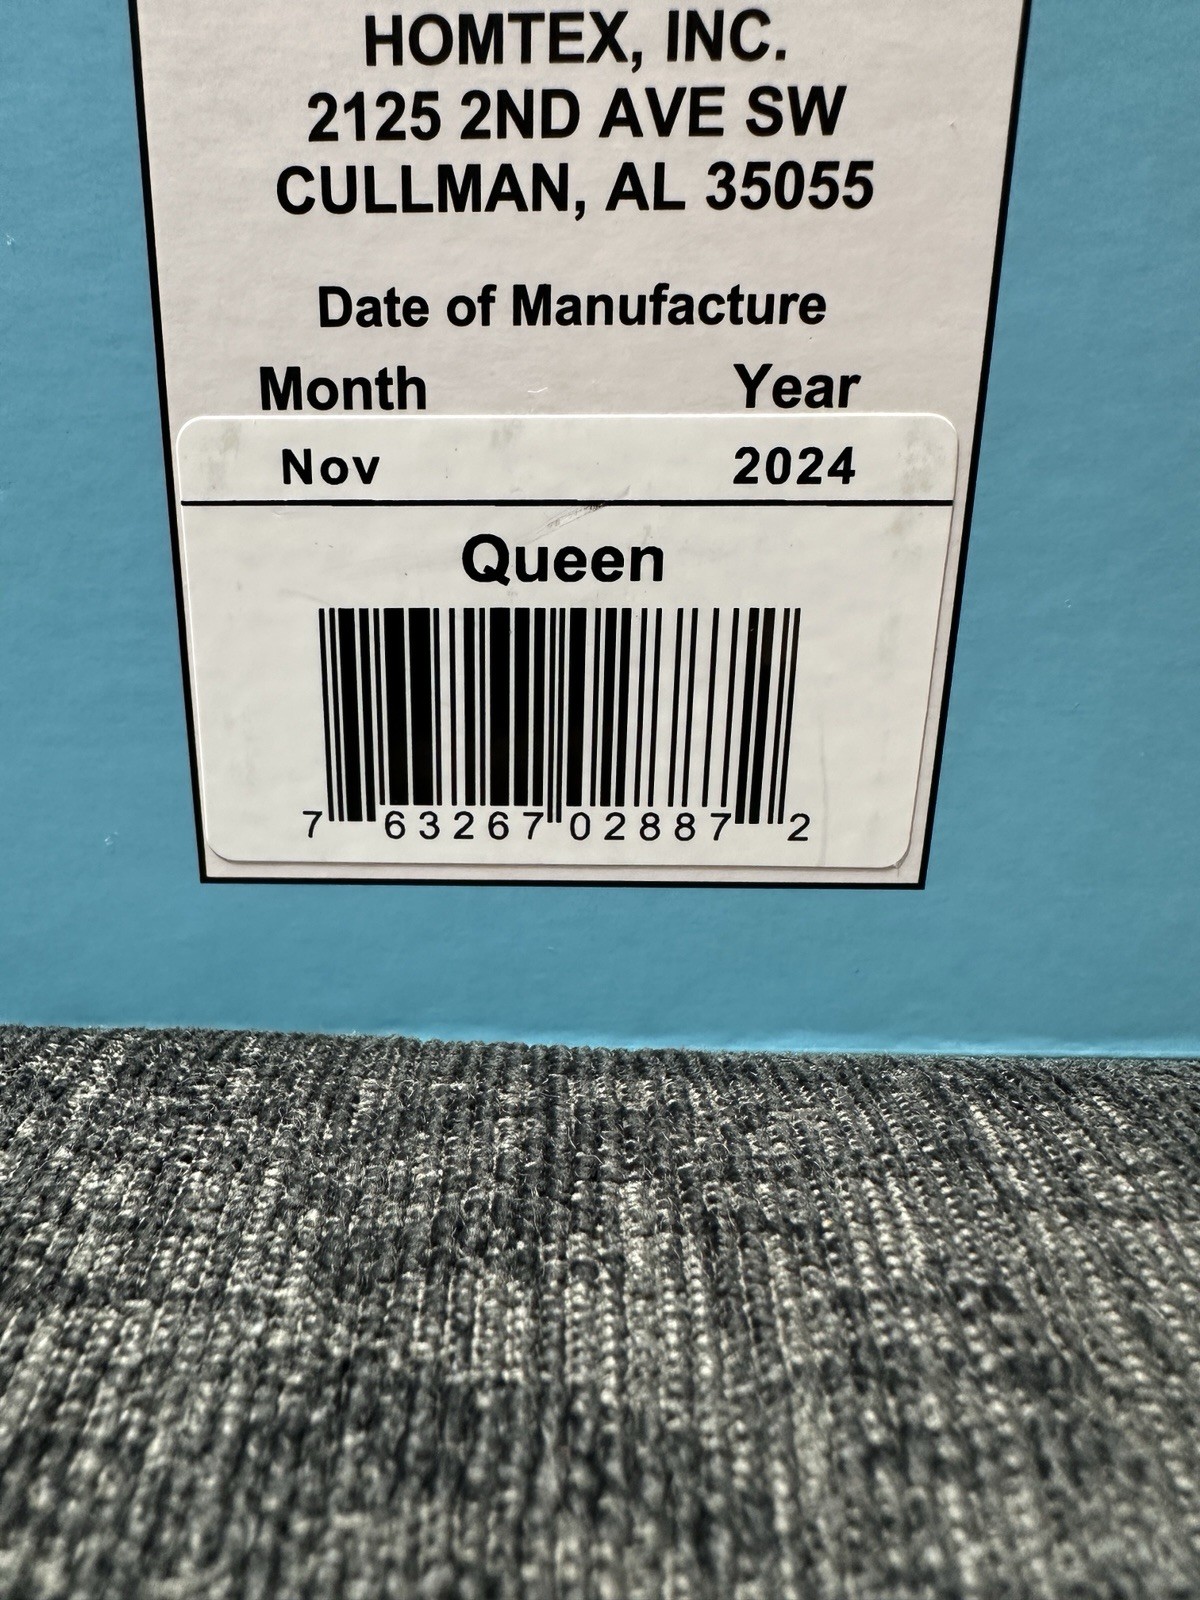 HOMTEX, INC.
2125 2ND AVE SW
CULLMAN, AL 35055
Date of Manufacture
Month Year
Nov 2024
Queen
7 63267 02887 2